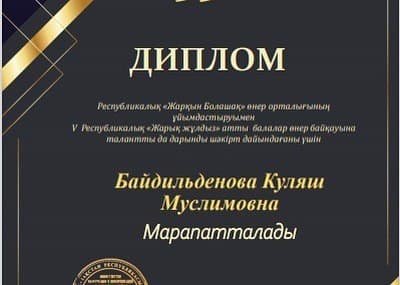 ДИПЛОМ
Республикалық «Жарқын Болашақ» өнер орталығының
ұйымдастыруымен
V Республикалық «Жарық жұлдыз» атты балалар өнер байқауына
талантты да дарынды шәкірт дайындағаны үшін
Байдильденова Куляш
Муслимовна
Марапатталады